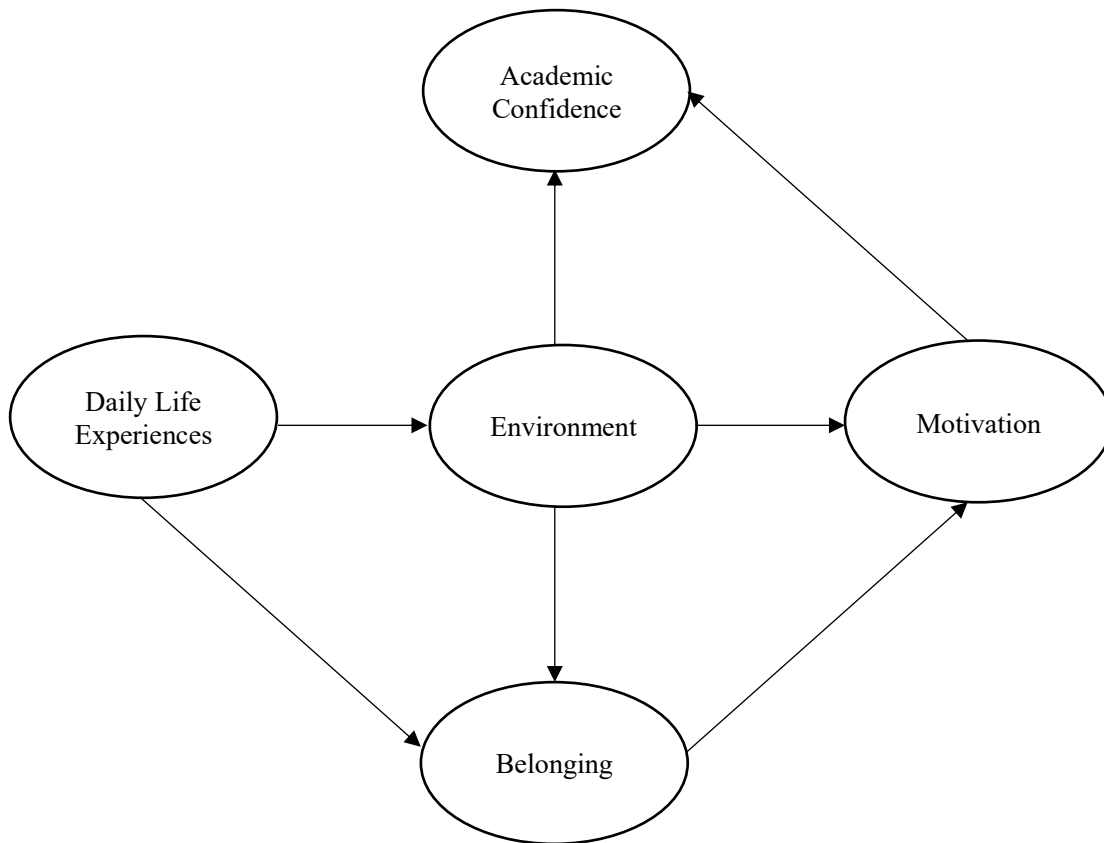 Academic
Confidence
Daily Life
Experiences
Environment
Motivation
Belonging